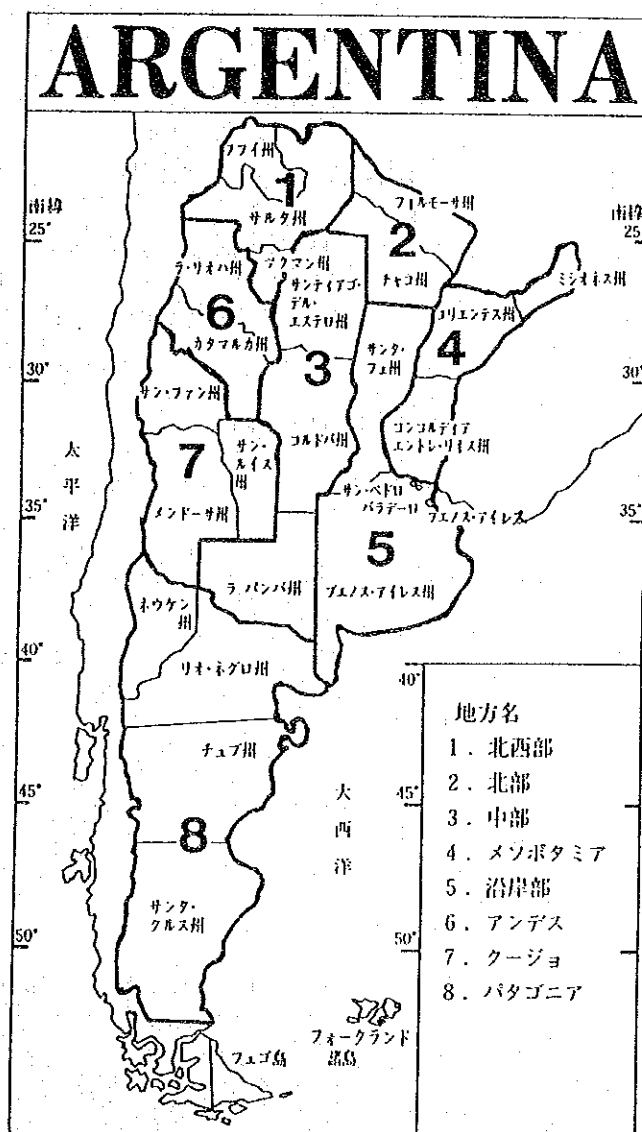 ARGENTINA
フフイ州
1
サルタ州
南緯
25°
フォルモーサ州
2
チャコ州
南緯
25°
ミシオネス州
ラ・リオハ州
6
カタマルカ州
ツクマン州
サンティアゴ・
デル・
エステロ州
3
コルドバ州
サンタ・
フェ州
コリエンテス州
4
30°
30°
サン・ファン州
7
メンドーサ州
サン・
ルイス
州
コンコルディア
エントレ・リオス州
サン・ペドロ
バラデーロ
ブエノス・アイレス
太
平
洋
35°
35°
5
ブエノス・アイレス州
ラ・パンパ州
ネウケン
州
リオ・ネグロ州
40°
40°
チュブ州
45°
45°
8
大
西
洋
サンタ・
クルス州
50°
50°
フォークランド
諸島
フェゴ島
地方名
1．北西部
2．北部
3．中部
4．メソポタミア
5．沿岸部
6．アンデス
7．クージョ
8．パタゴニア